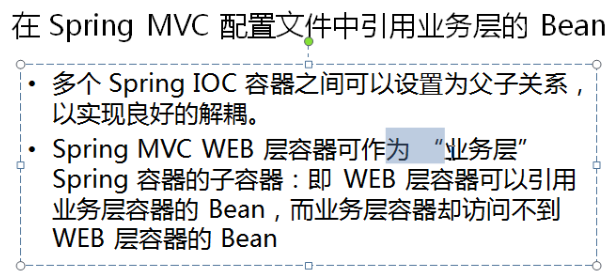 在 Spring MVC 配置文件中引用业务层的 Bean
• 多个 Spring IOC 容器之间可以设置为父子关系，
以实现良好的解耦。
• Spring MVC WEB 层容器可作为 “业务层”
Spring 容器的子容器：即 WEB 层容器可以引用
业务层容器的 Bean，而业务层容器却访问不到
WEB 层容器的 Bean